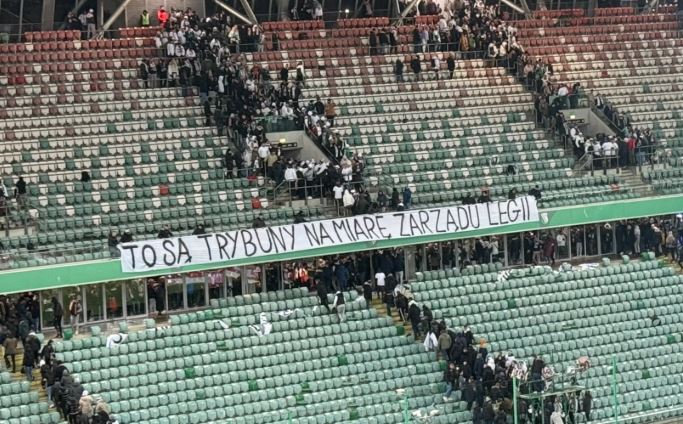 TO SĄ TRYBUNY NA MIARĘ ZARZĄDU LEGII